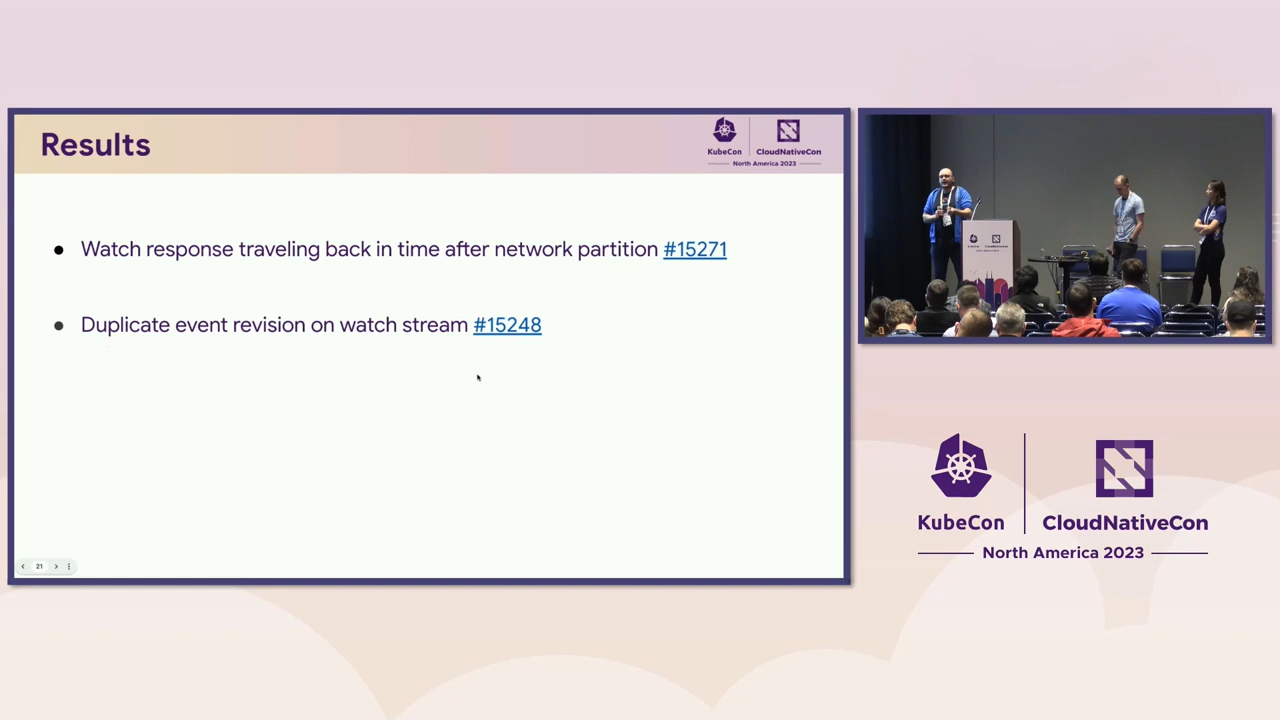 Results
KubeCon
CloudNativeCon
North America 2023
Watch response traveling back in time after network partition #15271
Duplicate event revision on watch stream #15248
21
KubeCon
CloudNativeCon
North America 2023